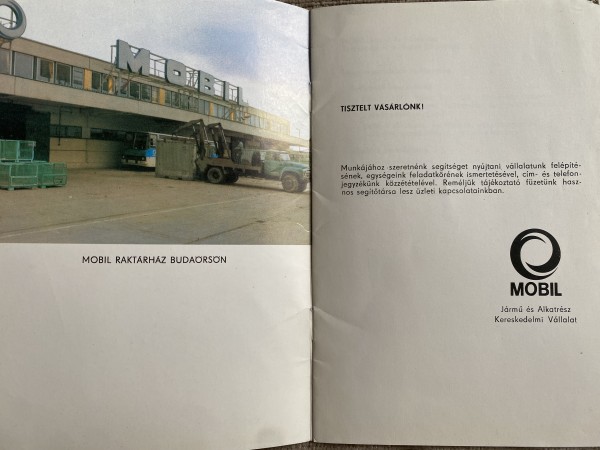 MOBIL
MOBIL RAKTÁRHÁZ BUDAÖRSÖN
TISZTELT VÁSÁRLÓNK!
Munkájához szeretnénk segítséget nyújtani vállalatunk felépíté-
sének, egységeink feladatkörének ismertetésével, cím- és telefon-
jegyzékünk közzétételével. Reméljük tájékoztató füzetünk hasz-
nos segítőtársa lesz üzleti kapcsolatainkban.
MOBIL
Jármű és Alkatrész
Kereskedelmi Vállalat